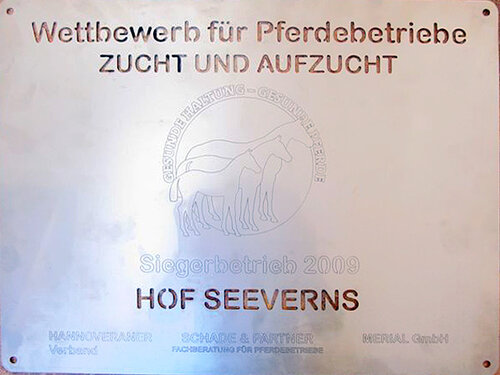 Wettbewerb für Pferdebetriebe
ZUCHT UND AUFZUCHT
GESUNDE HALTUNG - GESUNDE PFERDE
Siegerbetrieb 2009
HOF SEEVERNS
HANNOVERANER SCHADE & PARTNER MERIAL GmbH
Verband FACHBERATUNG FÜR PFERDEBETRIEBE